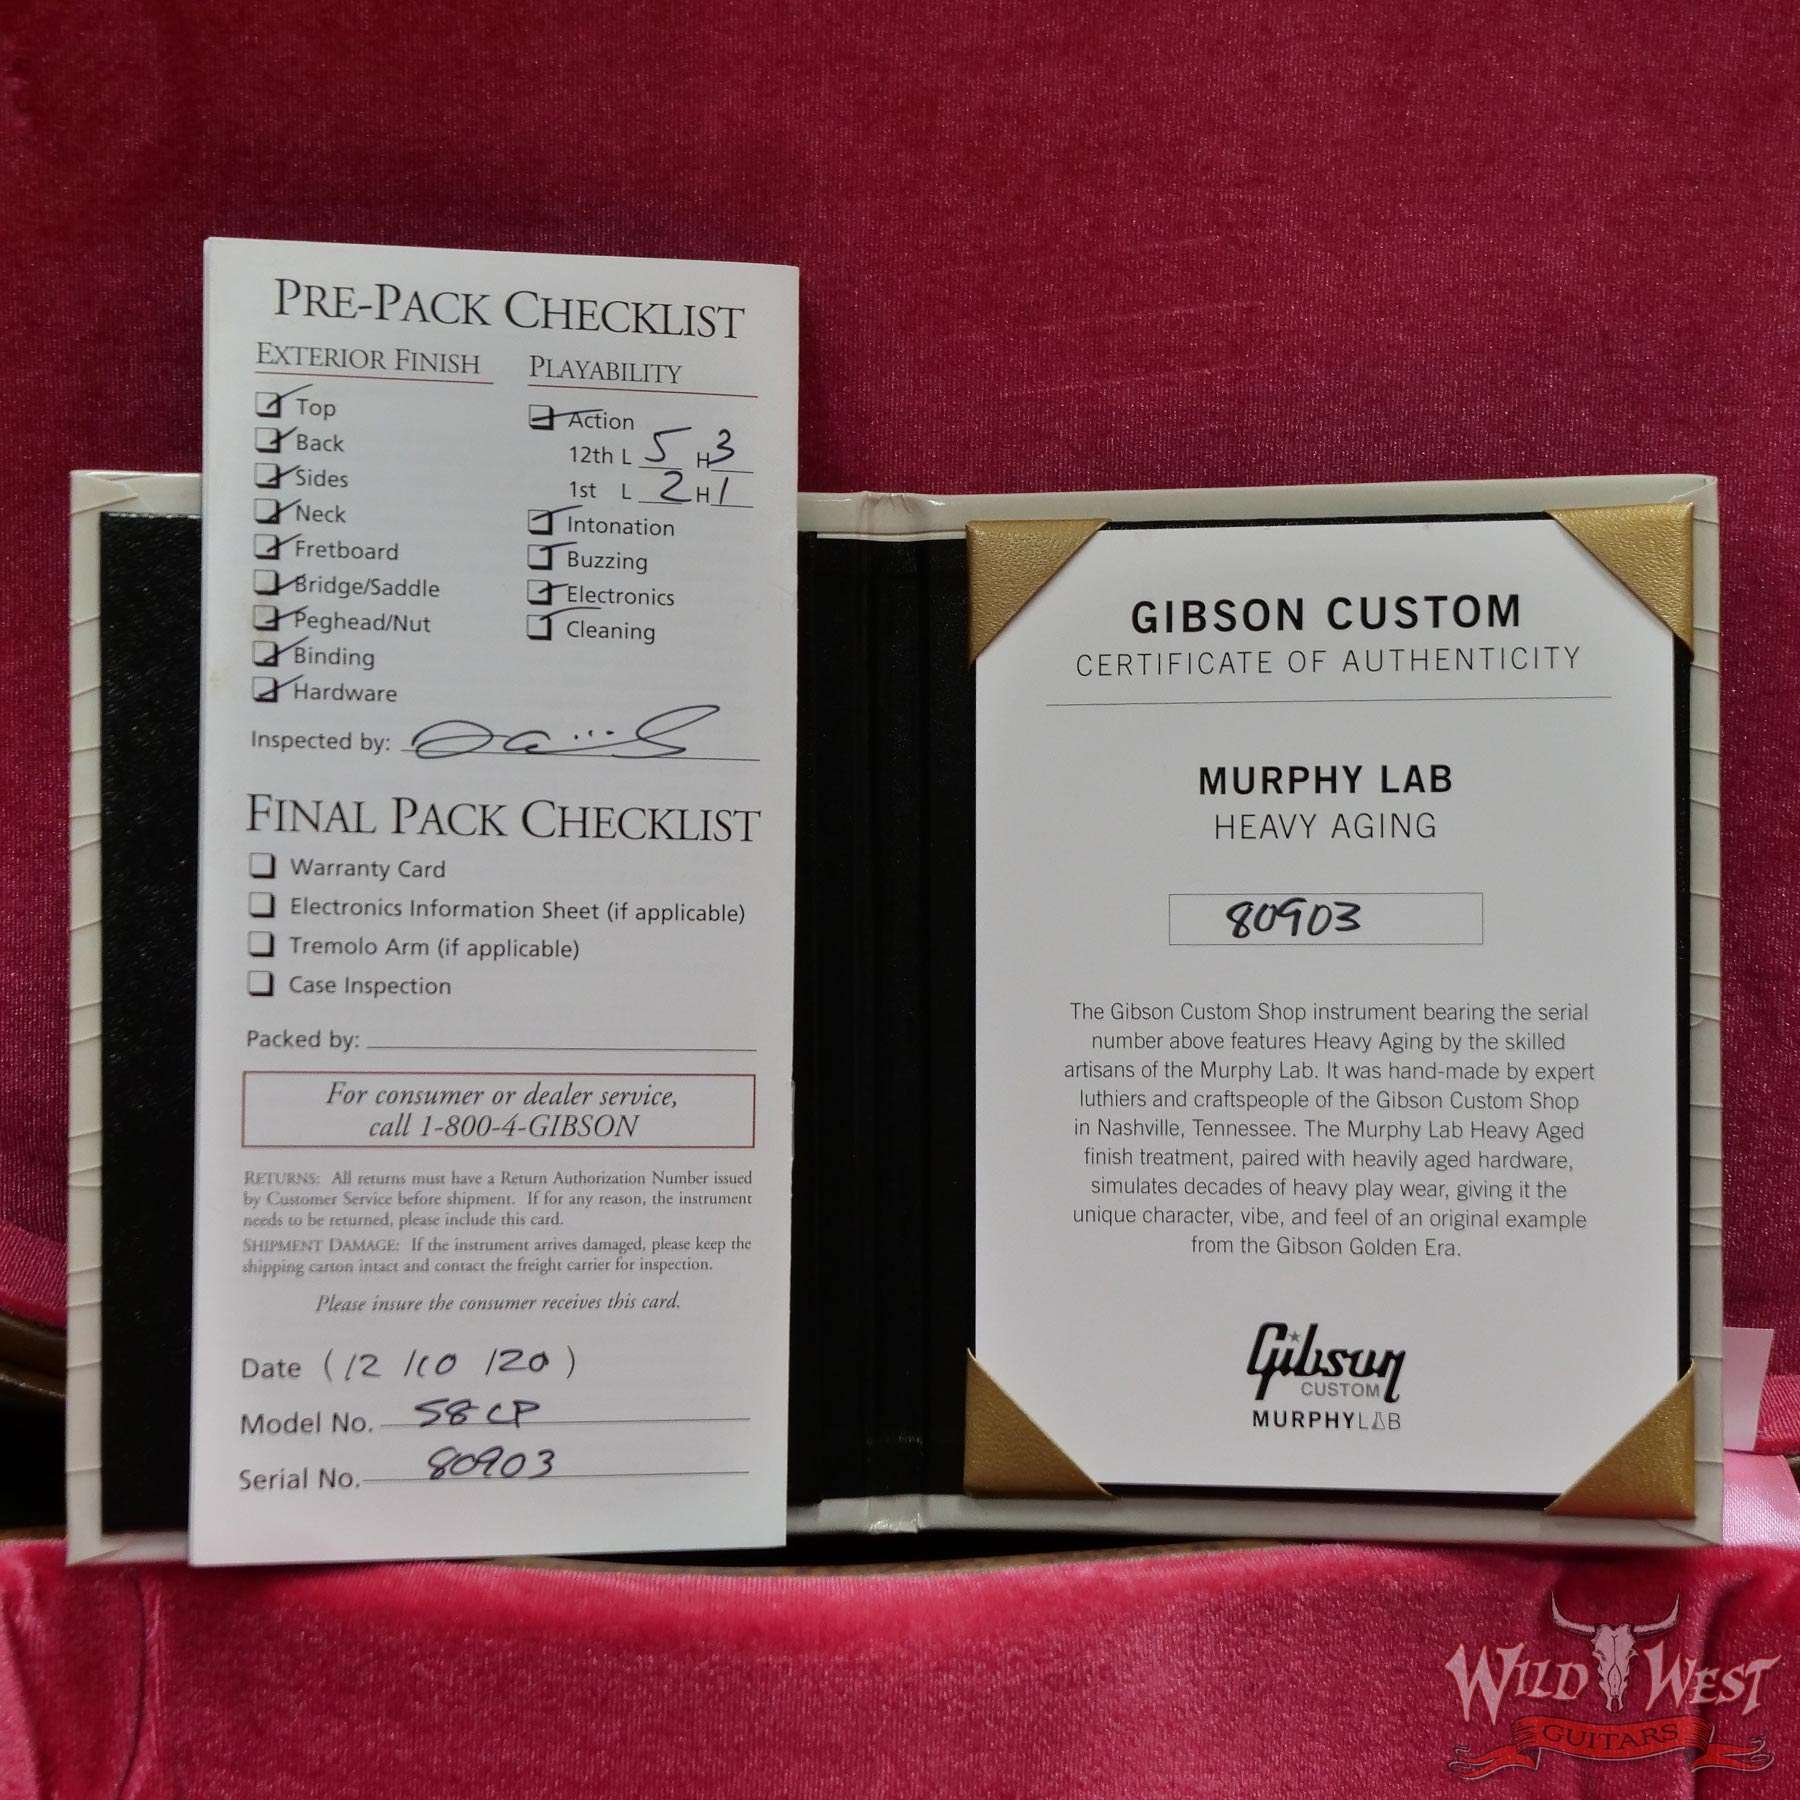 PRE-PACK CHECKLIST
EXTERIOR FINISH
Top
Back
Sides
Neck
Fretboard
Bridge/Saddle
Peghead/Nut
Binding
Hardware
PLAYABILITY
Action
12th L 5 H 3
1st L 2 H 1
Intonation
Buzzing
Electronics
Cleaning
Inspected by:
FINAL PACK CHECKLIST
Warranty Card
Electronics Information Sheet (if applicable)
Tremolo Arm (if applicable)
Case Inspection
Packed by:
For consumer or dealer service,
call 1-800-4-GIBSON
RETURNS: All returns must have a Return Authorization Number issued
by Customer Service before shipment. If for any reason, the instrument
needs to be returned, please include this card.
SHIPMENT DAMAGE: If the instrument arrives damaged, please keep the
shipping carton intact and contact the freight carrier for inspection.
Please insure the consumer receives this card.
Date (12/10/20)
Model No. 58 CP
Serial No. 80903
GIBSON CUSTOM
CERTIFICATE OF AUTHENTICITY
MURPHY LAB
HEAVY AGING
80903
The Gibson Custom Shop instrument bearing the serial
number above features Heavy Aging by the skilled
artisans of the Murphy Lab. It was hand-made by expert
luthiers and craftspeople of the Gibson Custom Shop
in Nashville, Tennessee. The Murphy Lab Heavy Aged
finish treatment, paired with heavily aged hardware,
simulates decades of heavy play wear, giving it the
unique character, vibe, and feel of an original example
from the Gibson Golden Era.
Gibson
CUSTOM
MURPHYLAB
WILD WEST
GUITARS